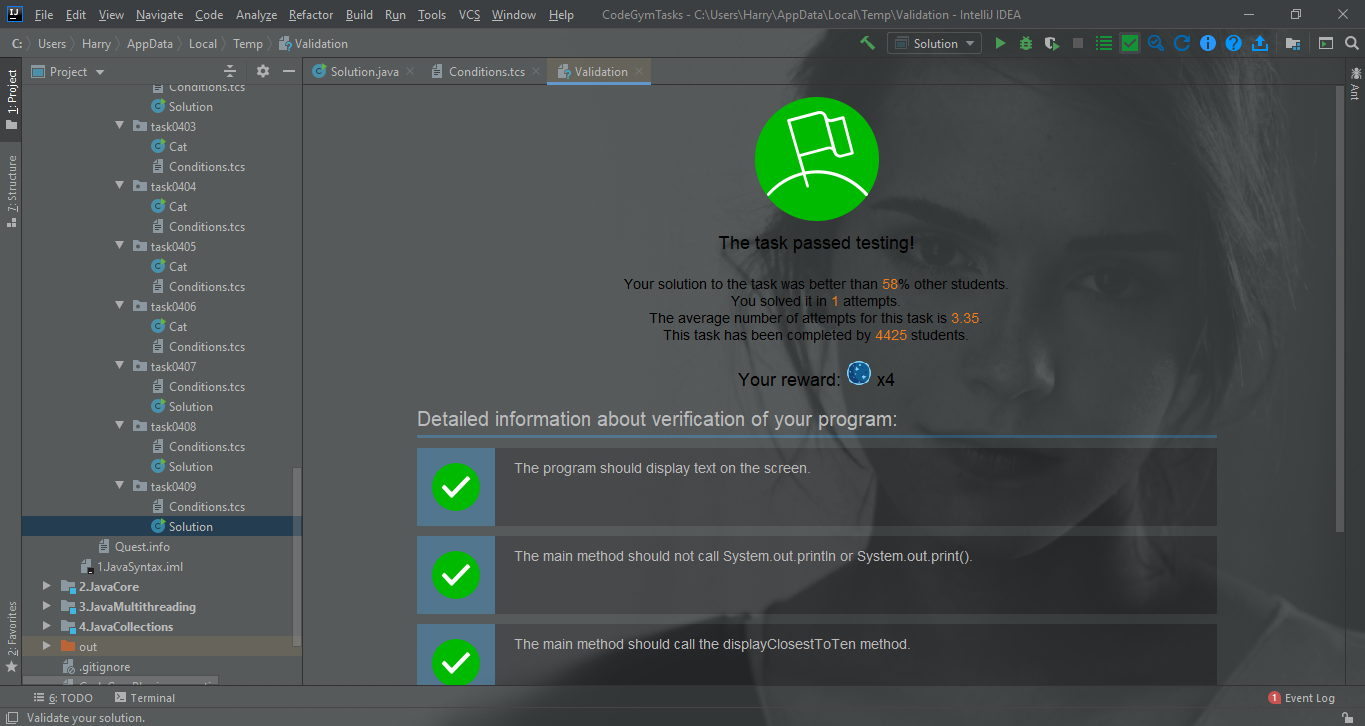 File Edit View Navigate Code Analyze Refactor Build Run Tools VCS Window Help CodeGymTasks - C:\Users\Harry\AppData\Local\Temp\Validation - IntelliJ IDEA
C: Users Harry AppData Local Temp Validation Solution
1: Project
7: Structure
2: Favorites
Project
Conditions.tcs
Solution
task0403
Cat
Conditions.tcs
task0404
Cat
Conditions.tcs
task0405
Cat
Conditions.tcs
task0406
Cat
Conditions.tcs
task0407
Conditions.tcs
Solution
task0408
Conditions.tcs
Solution
task0409
Conditions.tcs
Solution
Quest.info
1.JavaSyntax.iml
2.JavaCore
3.JavaMultithreading
4.JavaCollections
out
.gitignore
Solution.java Conditions.tcs Validation
The task passed testing!
Your solution to the task was better than 58% other students.
You solved it in 1 attempts.
The average number of attempts for this task is 3.35.
This task has been completed by 4425 students.
Your reward: x4
Detailed information about verification of your program:
The program should display text on the screen.
The main method should not call System.out.println or System.out.print().
The main method should call the displayClosestToTen method.
Ant
6: TODO Terminal 1 Event Log
Validate your solution.